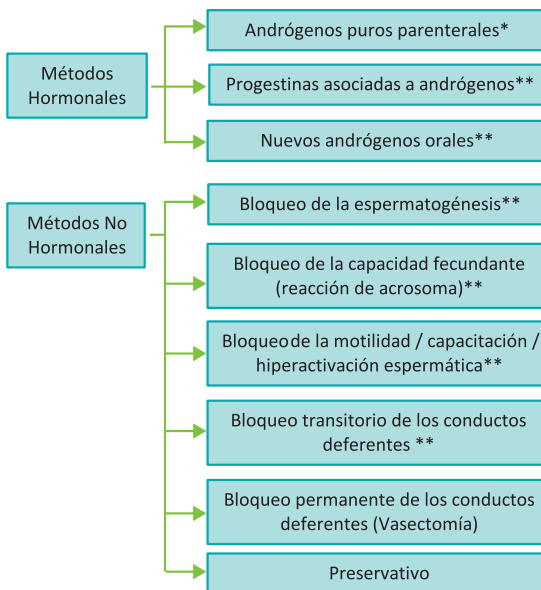 Métodos
Hormonales
Andrógenos puros parenterales*
Progestinas asociadas a andrógenos**
Nuevos andrógenos orales**
Métodos No
Hormonales
Bloqueo de la espermatogénesis**
Bloqueo de la capacidad fecundante
(reacción de acrosoma)**
Bloqueo de la motilidad / capacitación /
hiperactivación espermática**
Bloqueo transitorio de los conductos
deferentes **
Bloqueo permanente de los conductos
deferentes (Vasectomía)
Preservativo